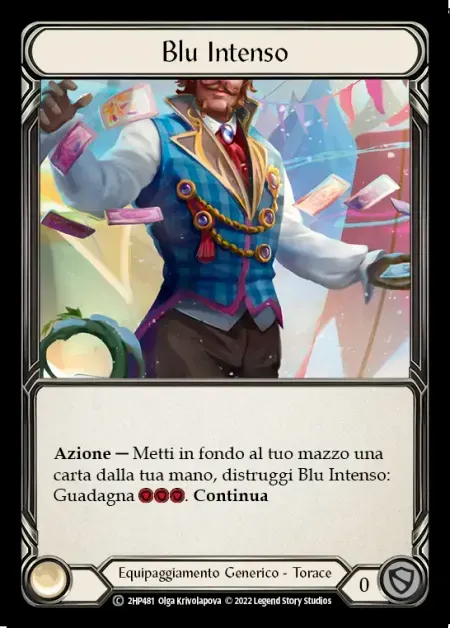 Blu Intenso
Azione — Metti in fondo al tuo mazzo una
carta dalla tua mano, distruggi Blu Intenso:
Guadagna . Continua
Equipaggiamento Generico - Torace
0
© 2HP481 Olga Krivolapova © 2022 Legend Story Studios